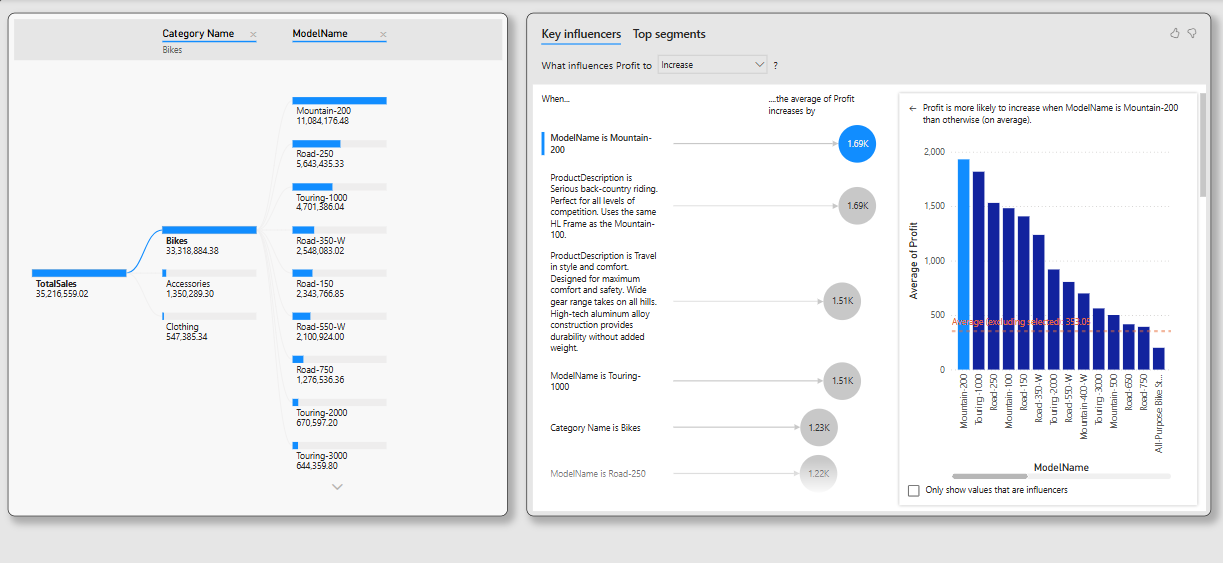 Category Name ×
Bikes
ModelName ×
TotalSales
35,216,559.02
Bikes
33,318,884.38
Accessories
1,350,289.30
Clothing
547,385.34
Mountain-200
11,084,176.48
Road-250
5,643,435.33
Touring-1000
4,701,386.04
Road-350-W
2,548,083.02
Road-150
2,343,766.85
Road-550-W
2,100,924.00
Road-750
1,276,536.36
Touring-2000
670,597.20
Touring-3000
644,359.80
Key influencers Top segments
What influences Profit to Increase ?
When...
....the average of Profit
increases by
ModelName is Mountain-
200
1.69K
ProductDescription is
Serious back-country riding.
Perfect for all levels of
competition. Uses the same
HL Frame as the Mountain-
100.
1.69K
ProductDescription is Travel
in style and comfort.
Designed for maximum
comfort and safety. Wide
gear range takes on all hills.
High-tech aluminum alloy
construction provides
durability without added
weight.
1.51K
ModelName is Touring-
1000
1.51K
Category Name is Bikes
1.23K
ModelName is Road-250
1.22K
← Profit is more likely to increase when ModelName is Mountain-200
than otherwise (on average).
Average of Profit
2,000
1,500
1,000
500
0
Average (excluding selected): 354.05
Mountain-200
Touring-1000
Road-250
Mountain-100
Road-150
Road-350-W
Touring-2000
Road-550-W
Mountain-400-W
Touring-3000
Mountain-500
Road-650
Road-750
All-Purpose Bike St...
ModelName
Only show values that are influencers